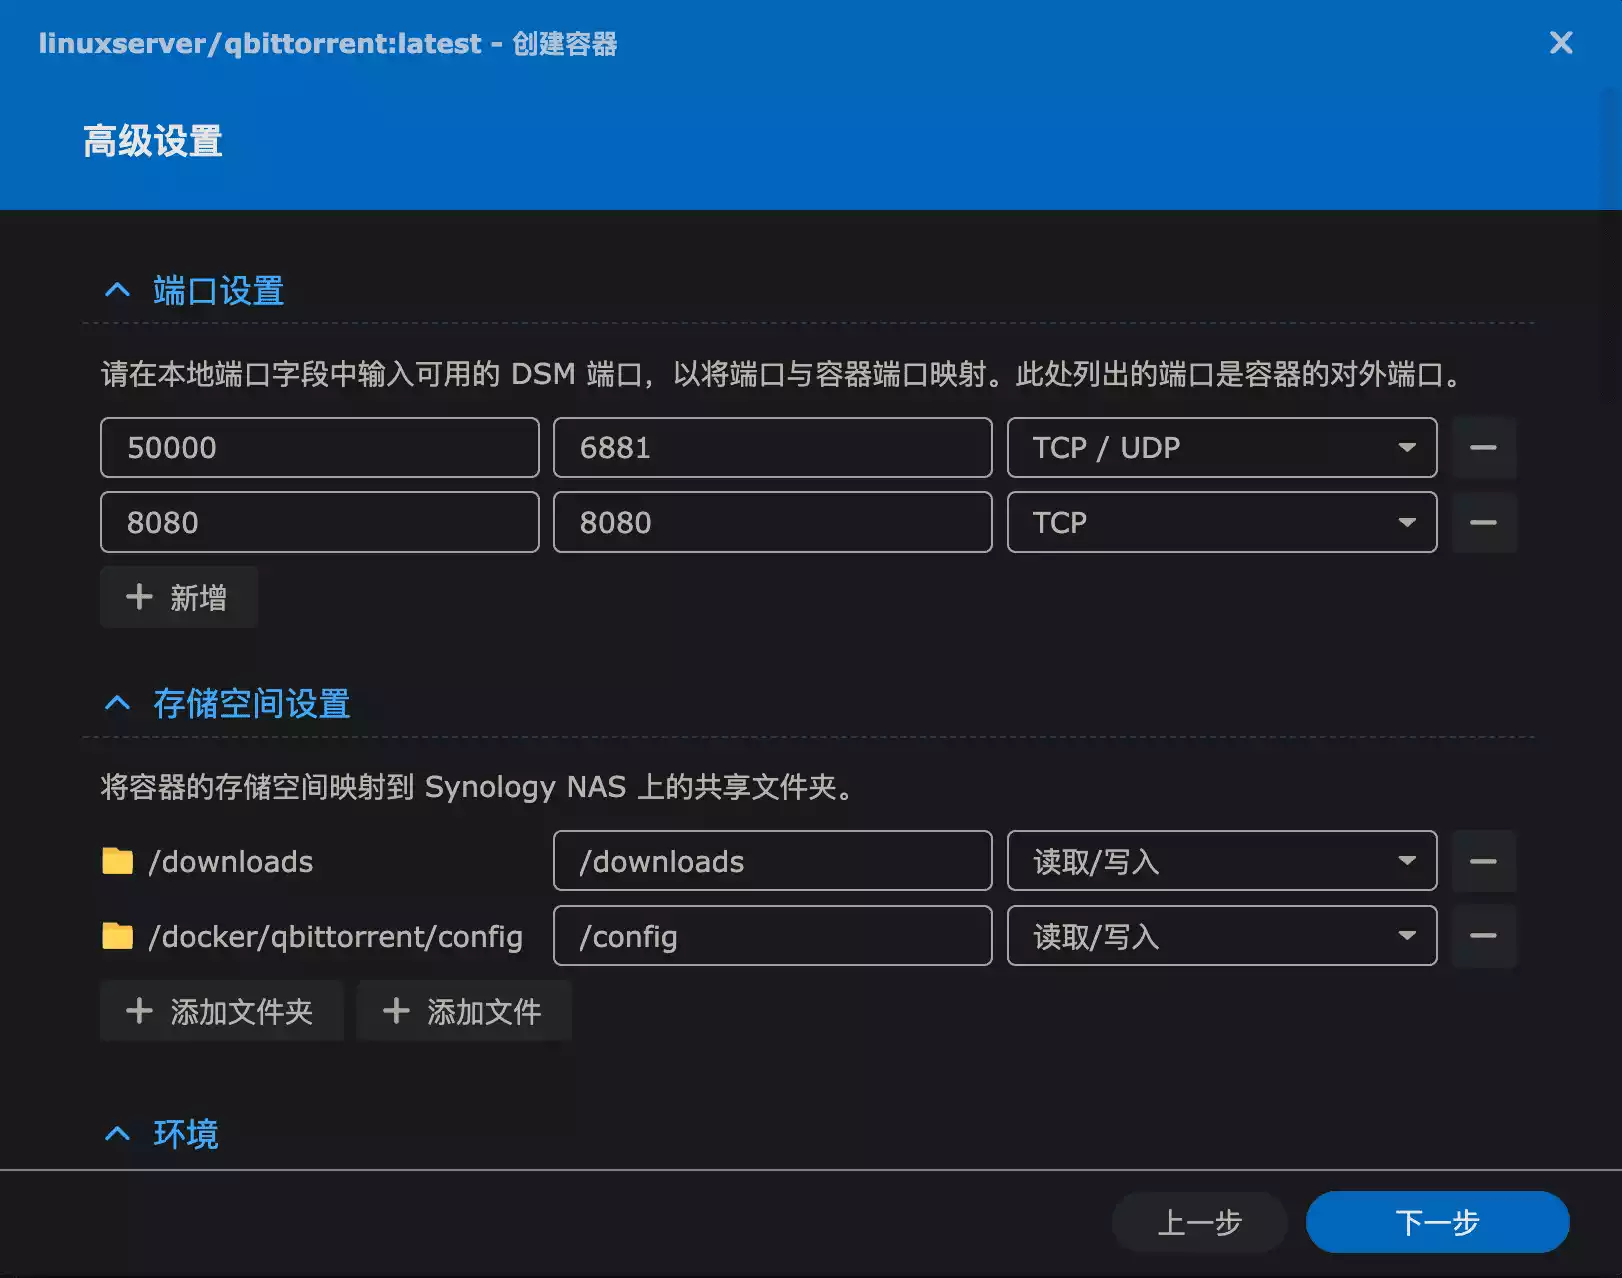 linuxserver/qbittorrent:latest - 创建容器
高级设置
端口设置
请在本地端口字段中输入可用的 DSM 端口，以将端口与容器端口映射。此处列出的端口是容器的对外端口。
50000 6881 TCP / UDP
8080 8080 TCP
新增
存储空间设置
将容器的存储空间映射到 Synology NAS 上的共享文件夹。
/downloads /downloads 读取/写入
/docker/qbittorrent/config /config 读取/写入
添加文件夹 添加文件
环境
上一步 下一步